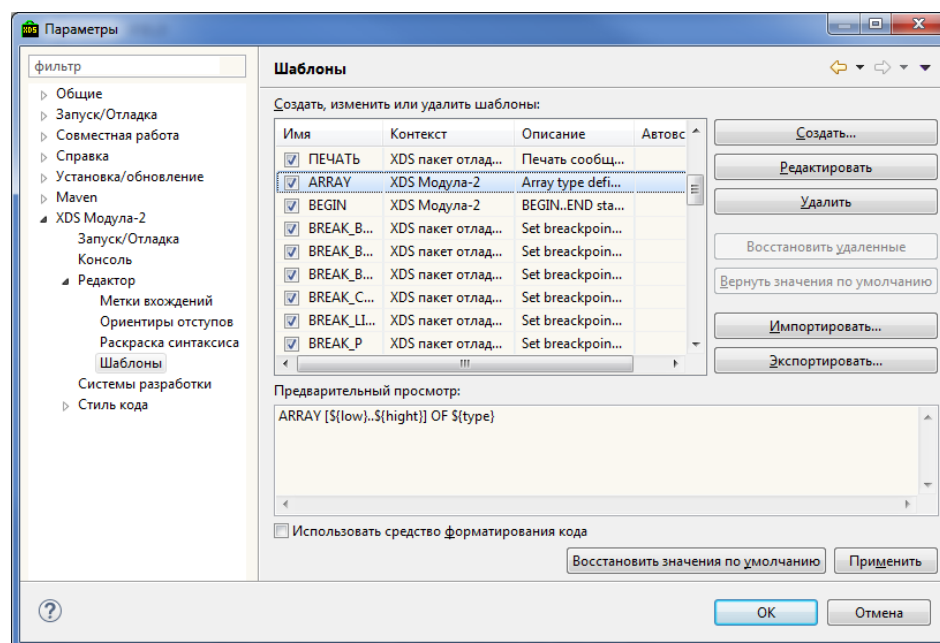 XDS Параметры
фильтр
Общие
Запуск/Отладка
Совместная работа
Справка
Установка/обновление
Maven
XDS Модула-2
Запуск/Отладка
Консоль
Редактор
Метки вхождений
Ориентиры отступов
Раскраска синтаксиса
Шаблоны
Системы разработки
Стиль кода
Шаблоны
Создать, изменить или удалить шаблоны:
Имя Контекст Описание Автовс
ПЕЧАТЬ XDS пакет отлад... Печать сообщ...
ARRAY XDS Модула-2 Array type defi...
BEGIN XDS Модула-2 BEGIN..END sta...
BREAK_B... XDS пакет отлад... Set breackpoin...
BREAK_B... XDS пакет отлад... Set breackpoin...
BREAK_B... XDS пакет отлад... Set breackpoin...
BREAK_C... XDS пакет отлад... Set breackpoin...
BREAK_LI... XDS пакет отлад... Set breackpoin...
BREAK_P XDS пакет отлад... Set breackpoin...
Создать...
Редактировать
Удалить
Восстановить удаленные
Вернуть значения по умолчанию
Импортировать...
Экспортировать...
Предварительный просмотр:
ARRAY [${low}..${hight}] OF ${type}
Использовать средство форматирования кода
Восстановить значения по умолчанию Применить
? OK Отмена